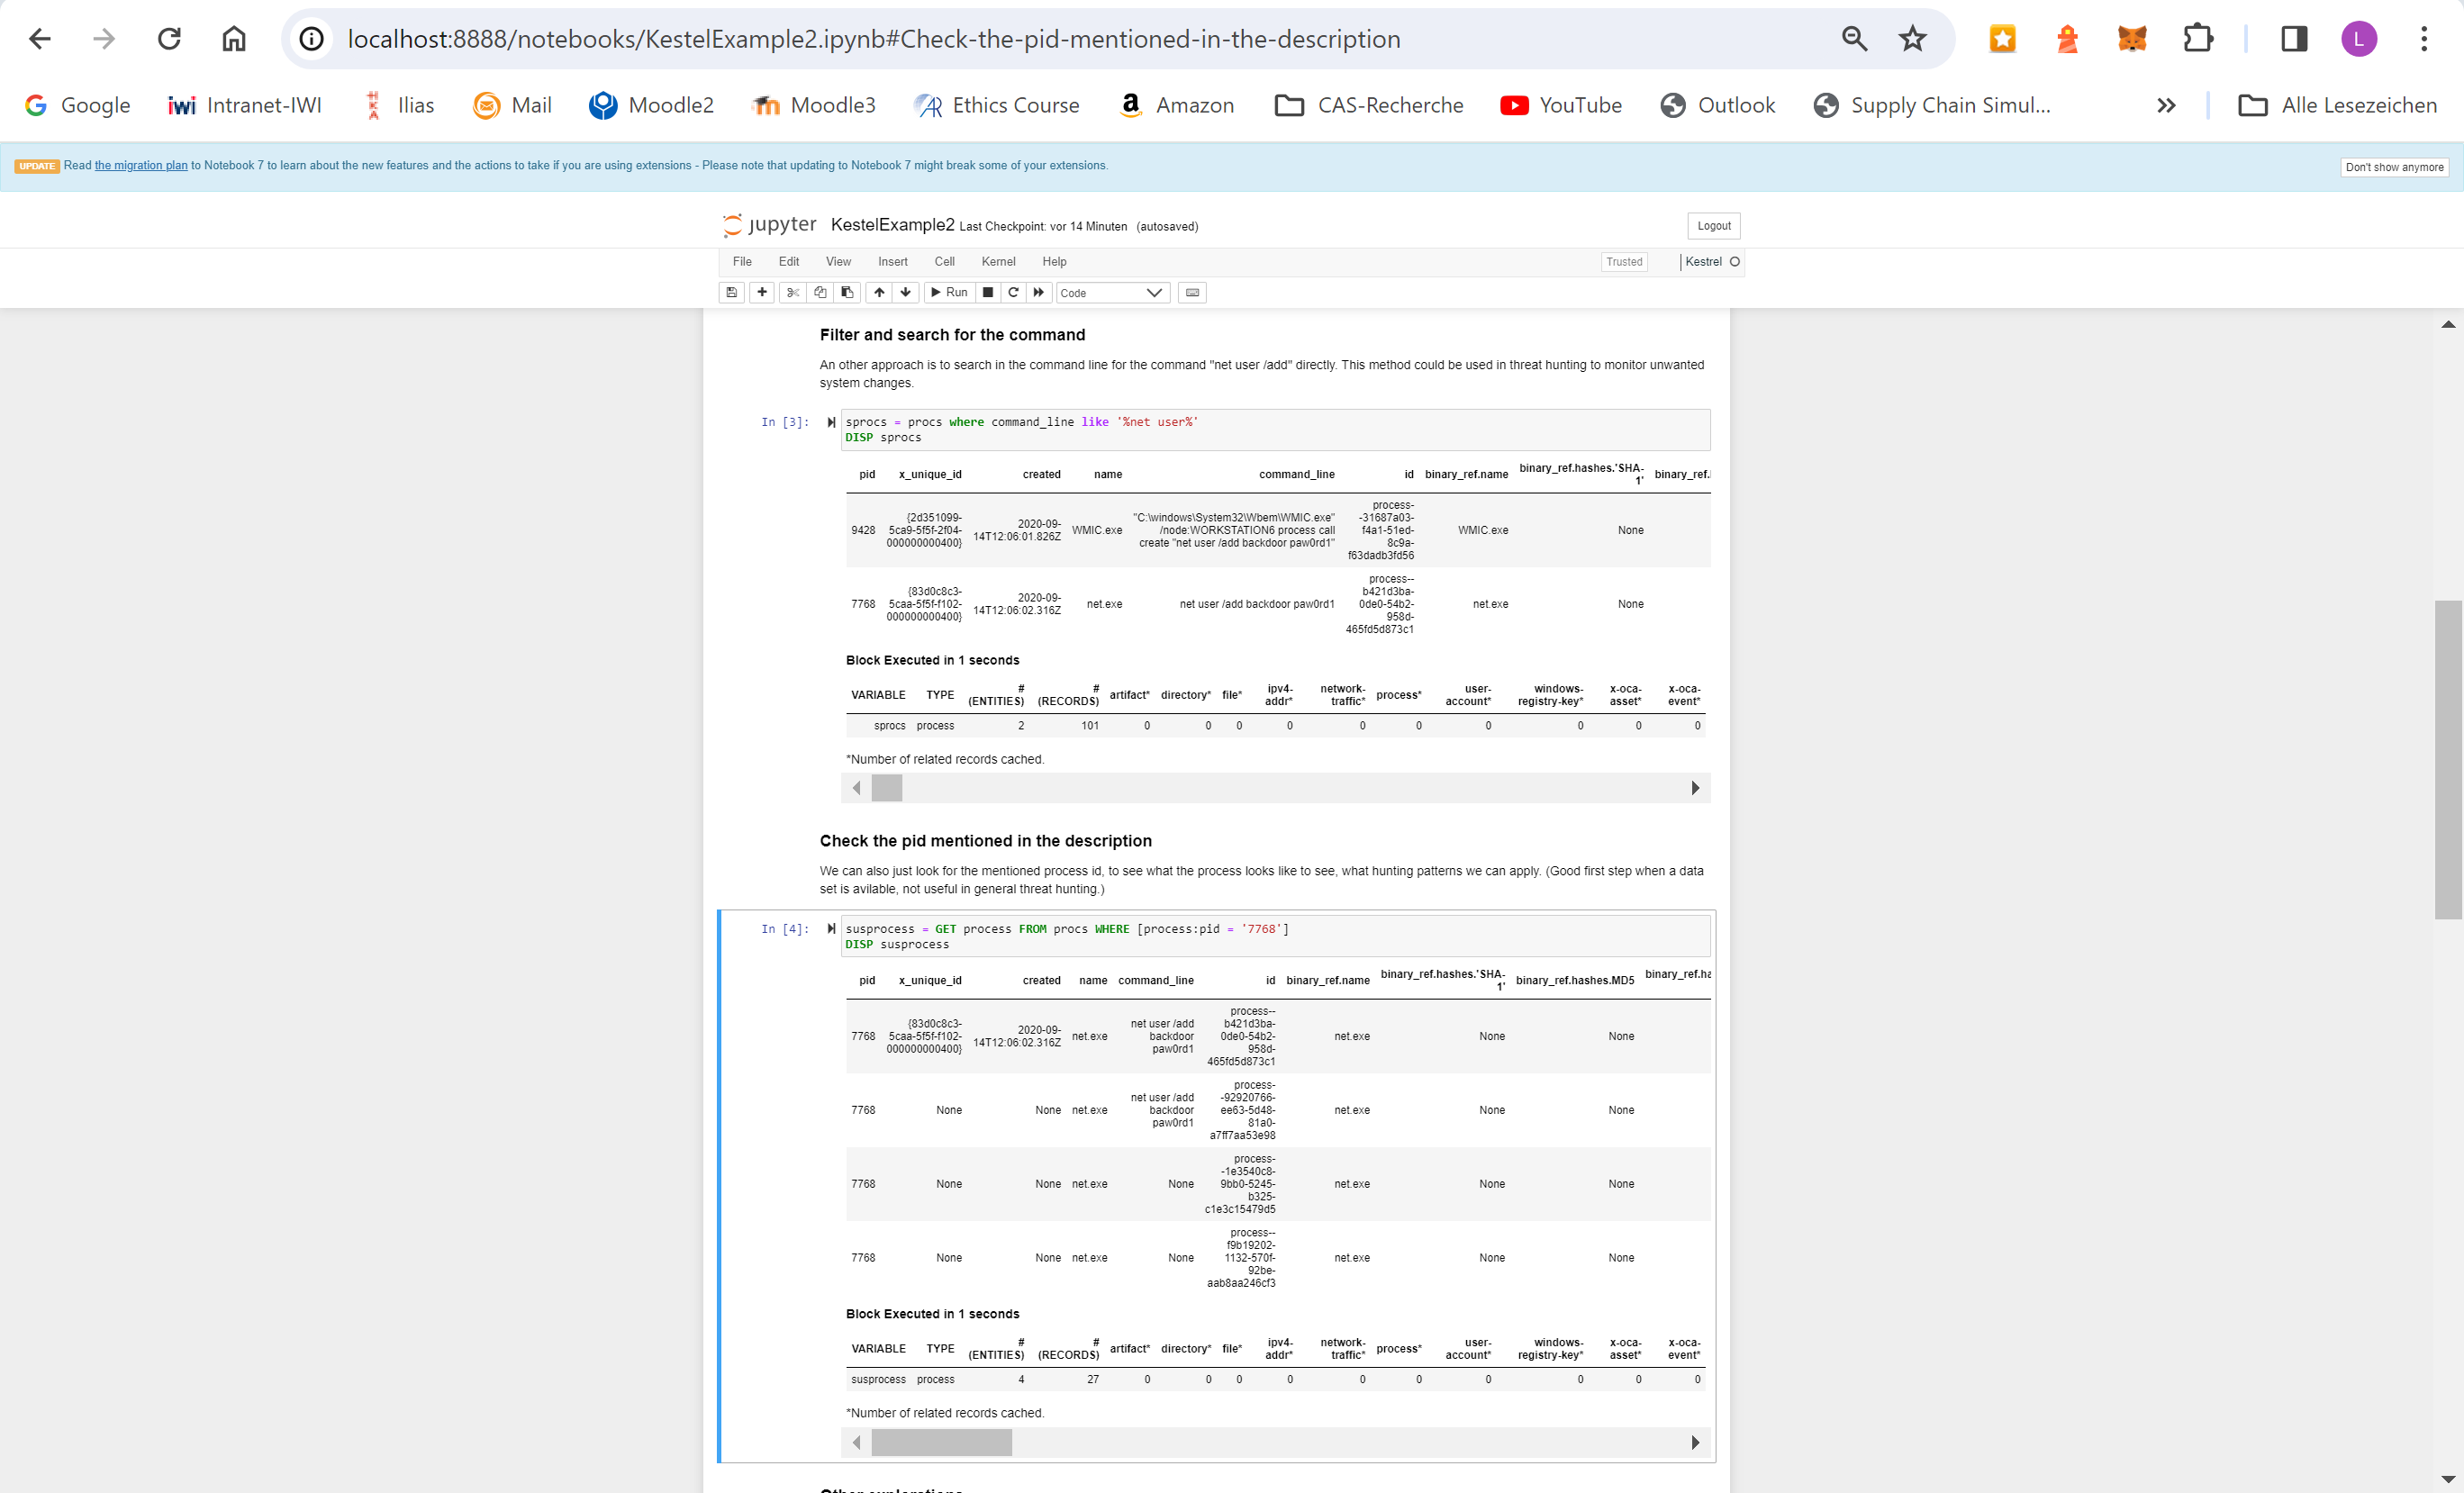 localhost:8888/notebooks/KestelExample2.ipynb#Check-the-pid-mentioned-in-the-description
L
Google iwi Intranet-IWI HKA Ilias Mail Moodle2 Moodle3 AR Ethics Course a Amazon CAS-Recherche YouTube Outlook Supply Chain Simul... » Alle Lesezeichen
UPDATE Read the migration plan to Notebook 7 to learn about the new features and the actions to take if you are using extensions - Please note that updating to Notebook 7 might break some of your extensions. Don't show anymore
jupyter KestelExample2 Last Checkpoint: vor 14 Minuten (autosaved) Logout
File Edit View Insert Cell Kernel Help Trusted Kestrel
Run Code
Filter and search for the command
An other approach is to search in the command line for the command "net user /add" directly. This method could be used in threat hunting to monitor unwanted
system changes.
In [3]: sprocs = procs where command_line like '%net user%'
DISP sprocs
pid x_unique_id created name command_line id binary_ref.name binary_ref.hashes.'SHA-1' binary_ref.
9428 {2d351099-5ca9-5f5f-2f04-000000000400} 2020-09-14T12:06:01.826Z WMIC.exe "C:\windows\System32\Wbem\WMIC.exe" /node:WORKSTATION6 process call create "net user /add backdoor paw0rd1" process--31687a03-f4a1-51ed-8c9a-f63dadb3fd56 WMIC.exe None
7768 {83d0c8c3-5caa-5f5f-f102-000000000400} 2020-09-14T12:06:02.316Z net.exe net user /add backdoor paw0rd1 process--b421d3ba-0de0-54b2-958d-465fd5d873c1 net.exe None
Block Executed in 1 seconds
VARIABLE TYPE # (ENTITIES) # (RECORDS) artifact* directory* file* ipv4-addr* network-traffic* process* user-account* windows-registry-key* x-oca-asset* x-oca-event*
sprocs process 2 101 0 0 0 0 0 0 0 0 0 0
*Number of related records cached.
Check the pid mentioned in the description
We can also just look for the mentioned process id, to see what the process looks like to see, what hunting patterns we can apply. (Good first step when a data
set is avilable, not useful in general threat hunting.)
In [4]: susprocess = GET process FROM procs WHERE [process:pid = '7768']
DISP susprocess
pid x_unique_id created name command_line id binary_ref.name binary_ref.hashes.'SHA-1' binary_ref.hashes.MD5 binary_ref.ha
7768 {83d0c8c3-5caa-5f5f-f102-000000000400} 2020-09-14T12:06:02.316Z net.exe net user /add backdoor paw0rd1 process--b421d3ba-0de0-54b2-958d-465fd5d873c1 net.exe None None
7768 None None net.exe net user /add backdoor paw0rd1 process--92920766-ee63-5d48-81a0-a7ff7aa53e98 net.exe None None
7768 None None net.exe None process--1e3540c8-9bb0-5245-b325-c1e3c15479d5 net.exe None None
7768 None None net.exe None process--f9b19202-1132-570f-92be-aab8aa246cf3 net.exe None None
Block Executed in 1 seconds
VARIABLE TYPE # (ENTITIES) # (RECORDS) artifact* directory* file* ipv4-addr* network-traffic* process* user-account* windows-registry-key* x-oca-asset* x-oca-event*
susprocess process 4 27 0 0 0 0 0 0 0 0 0 0
*Number of related records cached.
Other explorations